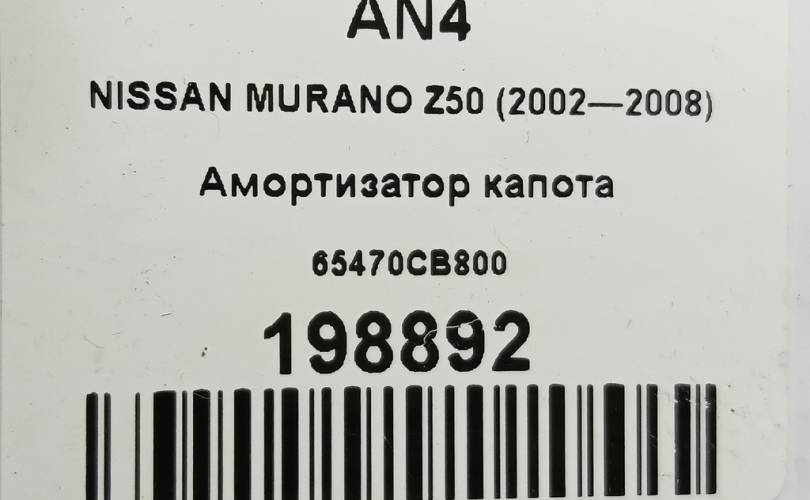 AN4
NISSAN MURANO Z50 (2002—2008)
Амортизатор капота
65470CB800
198892